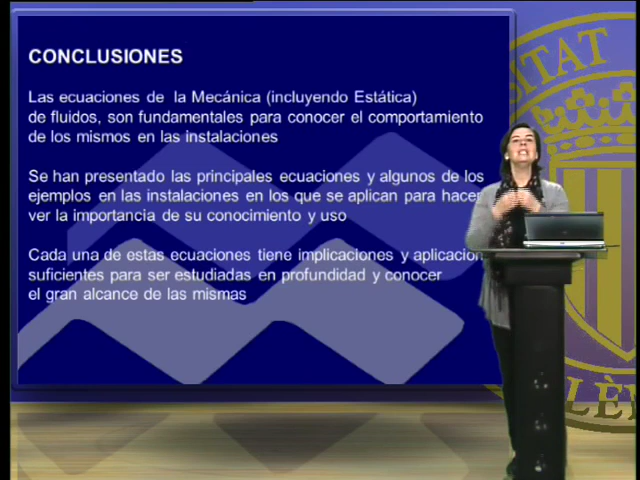 CONCLUSIONES
Las ecuaciones de la Mecánica (incluyendo Estática)
de fluidos, son fundamentales para conocer el comportamiento
de los mismos en las instalaciones
Se han presentado las principales ecuaciones y algunos de los
ejemplos en las instalaciones en los que se aplican para hacer
ver la importancia de su conocimiento y uso
Cada una de estas ecuaciones tiene implicaciones y aplicacion
suficientes para ser estudiadas en profundidad y conocer
el gran alcance de las mismas